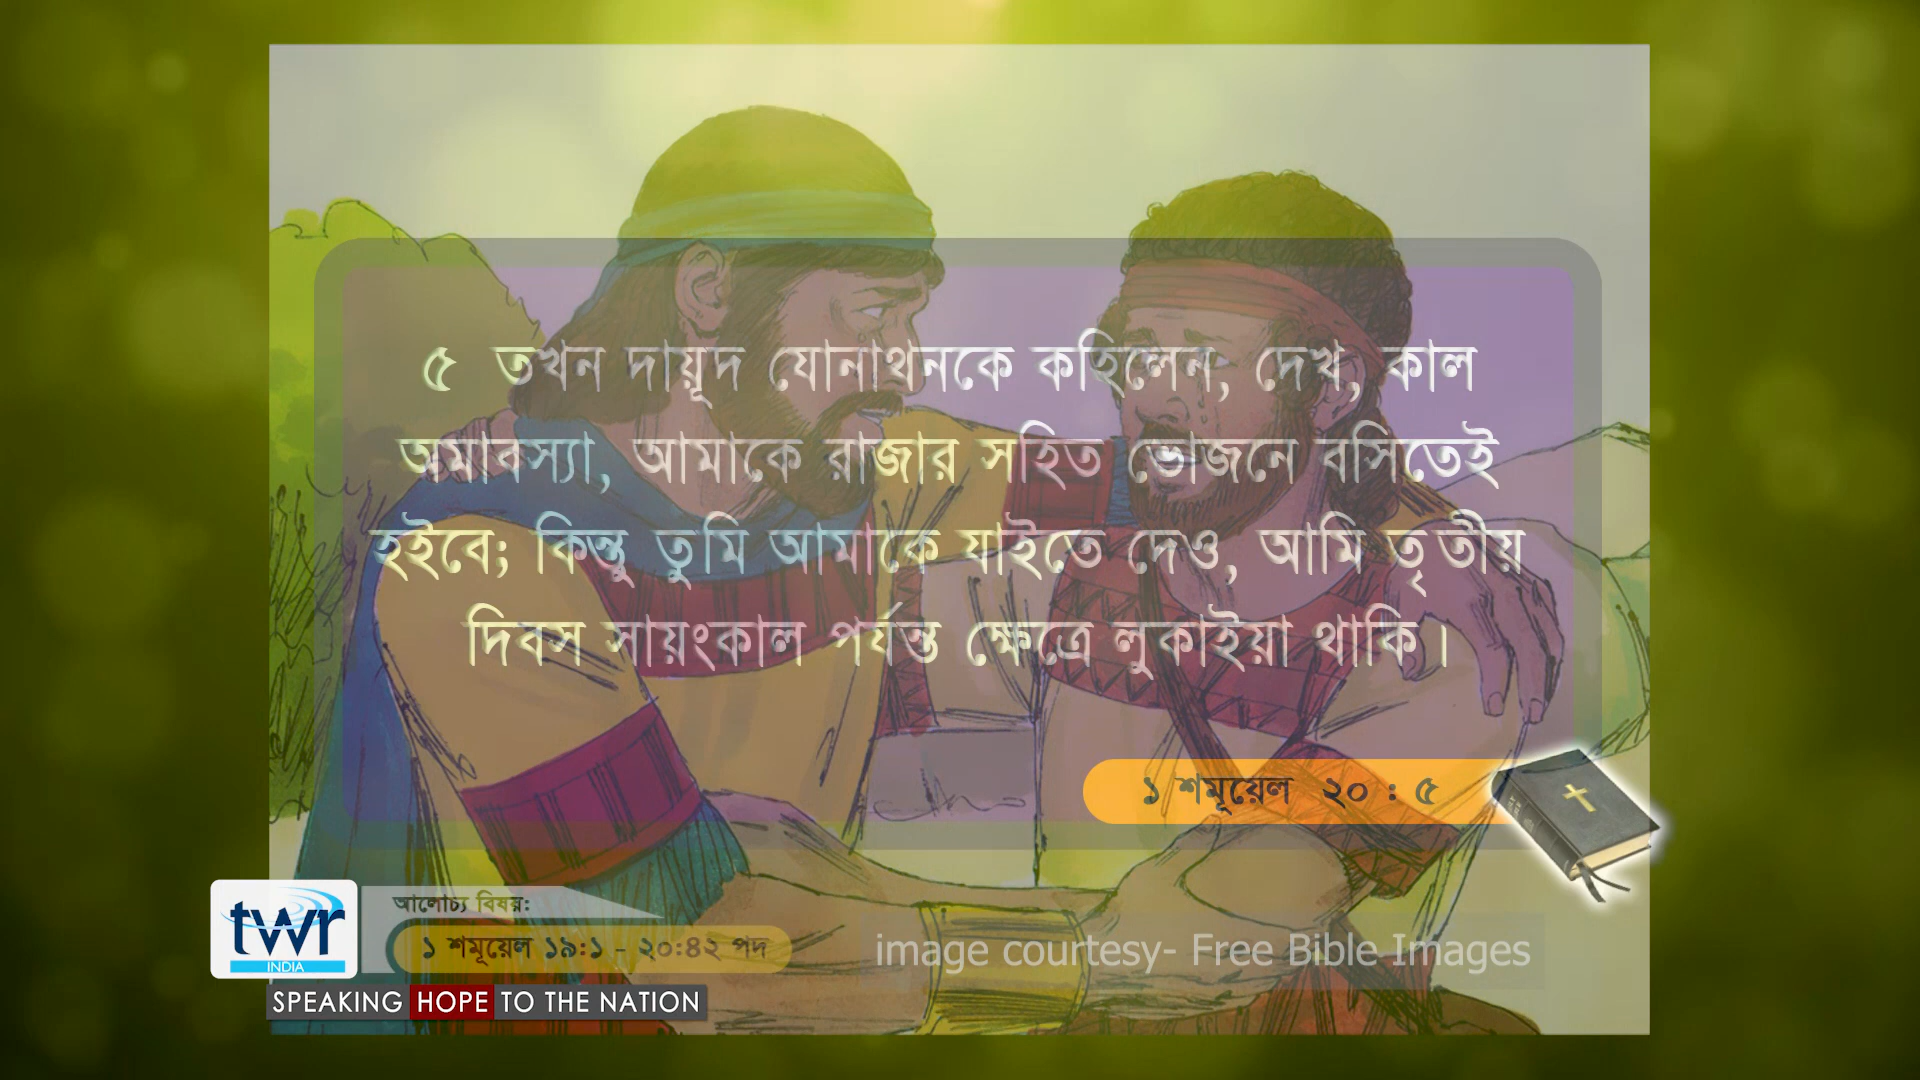 ৫ তখন দায়ূদ যোনাথনকে কহিলেন, দেখ, কাল
অমাবস্যা, আমাকে রাজার সহিত ভোজনে বসিতেই
হইবে; কিন্তু তুমি আমাকে যাইতে দেও, আমি তৃতীয়
দিবস সায়ংকাল পর্যন্ত ক্ষেত্রে লুকাইয়া থাকি।
১ শমূয়েল ২০ : ৫
আলোচ্য বিষয়:
১ শমূয়েল ১৯:১ - ২০:৪২ পদ
twr
INDIA
image courtesy- Free Bible Images
SPEAKING HOPE TO THE NATION